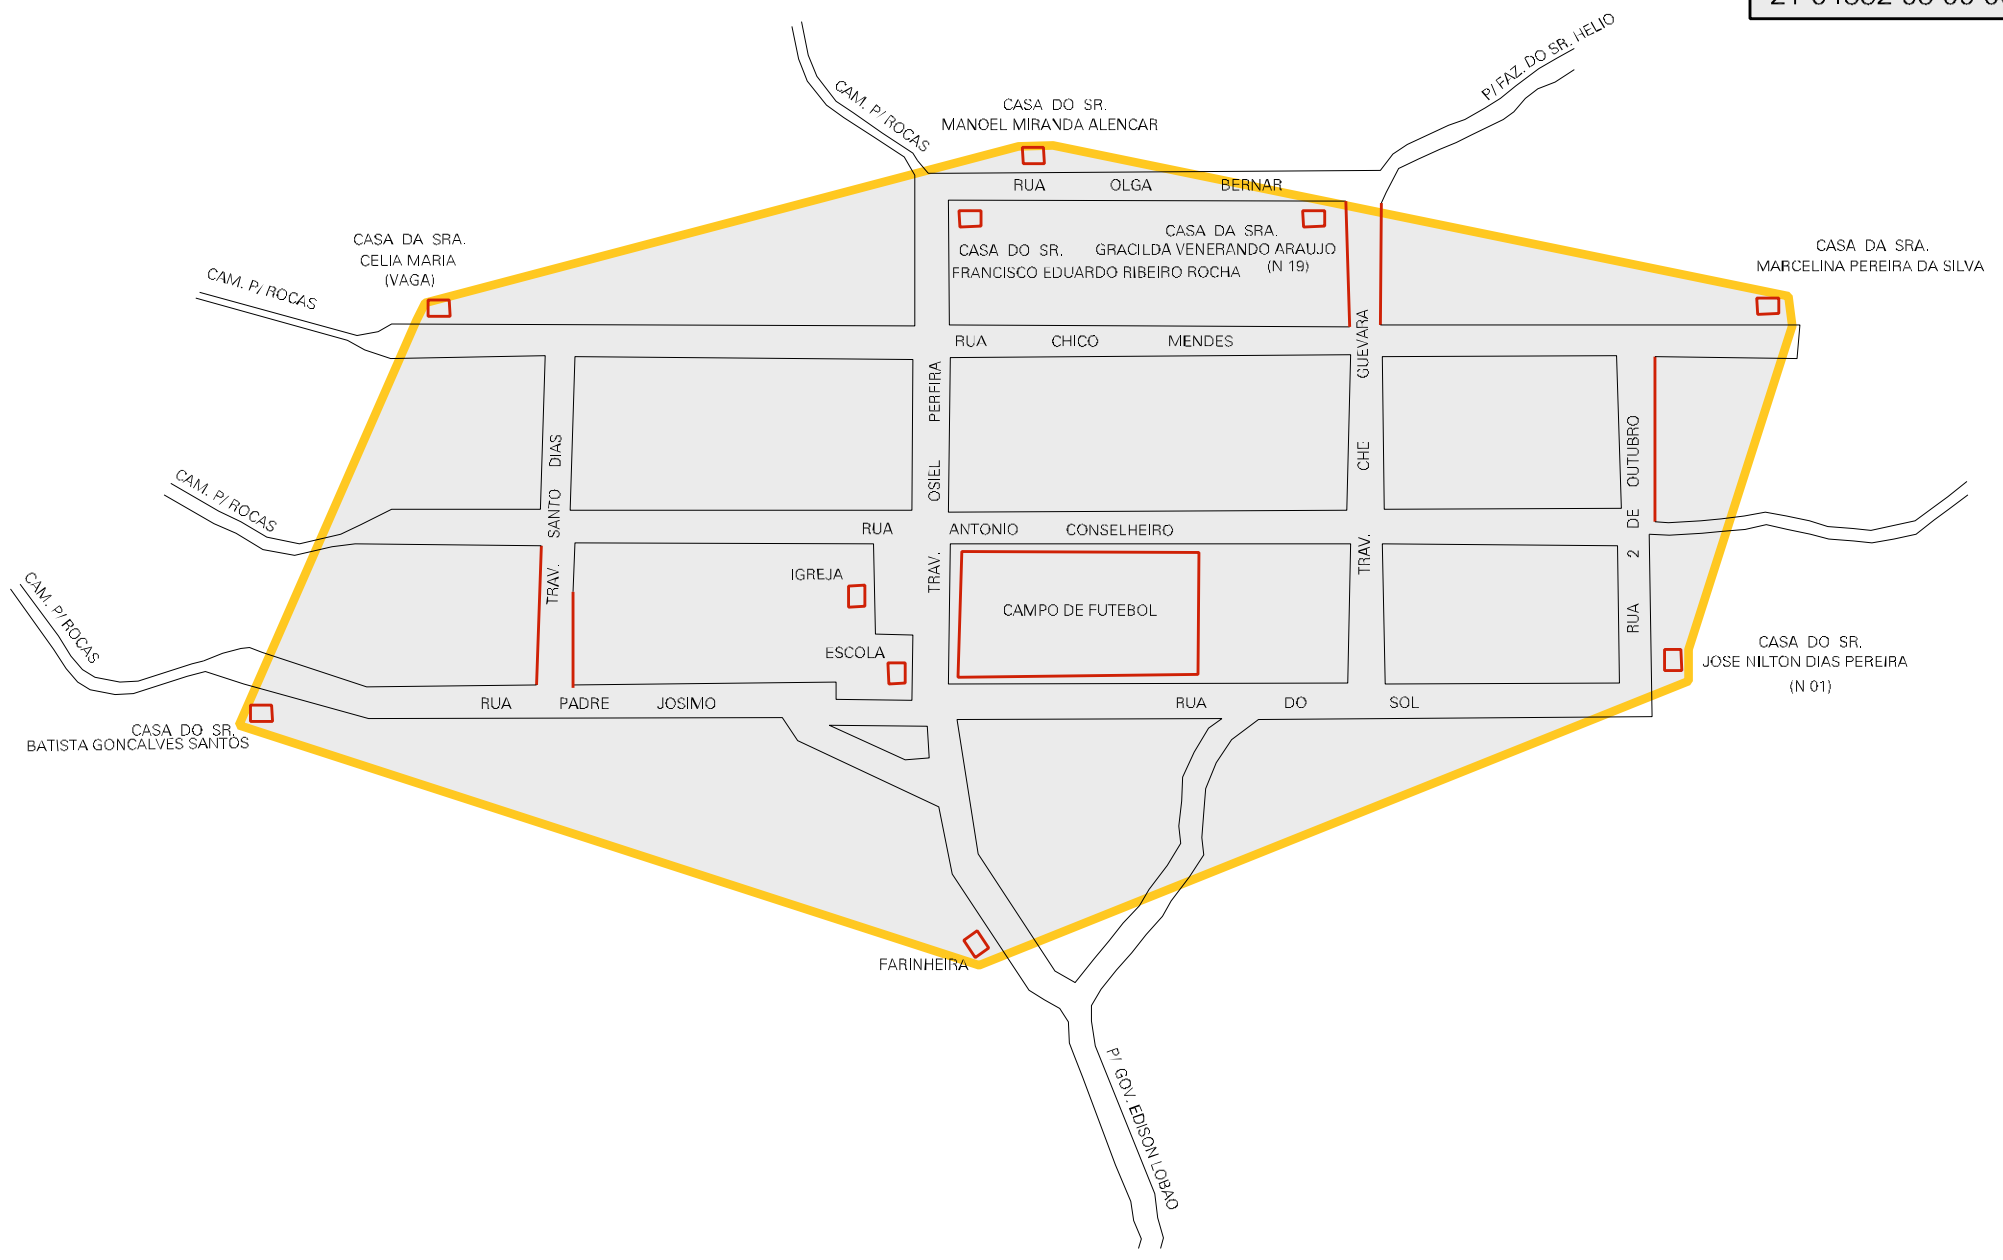 P/ FAZ. DO SR. HELIO
CAM. P/ ROCAS
CASA DO SR.
MANOEL MIRANDA ALENCAR
RUA OLGA BERNAR
CASA DA SRA.
CELIA MARIA
(VAGA)
CASA DO SR.
FRANCISCO EDUARDO RIBEIRO ROCHA
CASA DA SRA.
GRACILDA VENERANDO ARAUJO
(N 19)
CASA DA SRA.
MARCELINA PEREIRA DA SILVA
CAM. P/ ROCAS
RUA CHICO MENDES
TRAV. SANTO DIAS
TRAV. OSIEL PERFIRA
TRAV. CHE GUEVARA
RUA 2 DE OUTUBRO
CAM. P/ ROCAS
RUA ANTONIO CONSELHEIRO
IGREJA
CAMPO DE FUTEBOL
ESCOLA
CAM. P/ ROCAS
CASA DO SR.
JOSE NILTON DIAS PEREIRA
(N 01)
RUA PADRE JOSIMO
RUA DO SOL
CASA DO SR.
BATISTA GONCALVES SANTOS
FARINHEIRA
P/ GOV. EDISON LOBAO